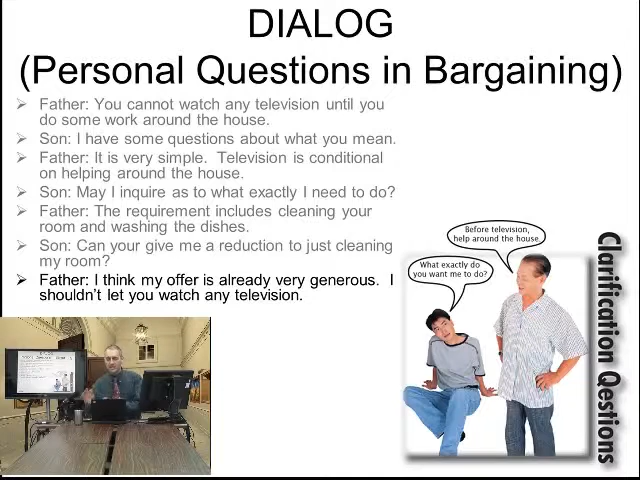 DIALOG
(Personal Questions in Bargaining)
Father: You cannot watch any television until you
do some work around the house.
Son: I have some questions about what you mean.
Father: It is very simple.  Television is conditional
on helping around the house.
Son: May I inquire as to what exactly I need to do?
Father: The requirement includes cleaning your
room and washing the dishes.
Son: Can your give me a reduction to just cleaning
my room?
Father: I think my offer is already very generous.  I
shouldn't let you watch any television.
Before television,
help around the house.
What exactly do
you want me to do?
Clarification Qestions